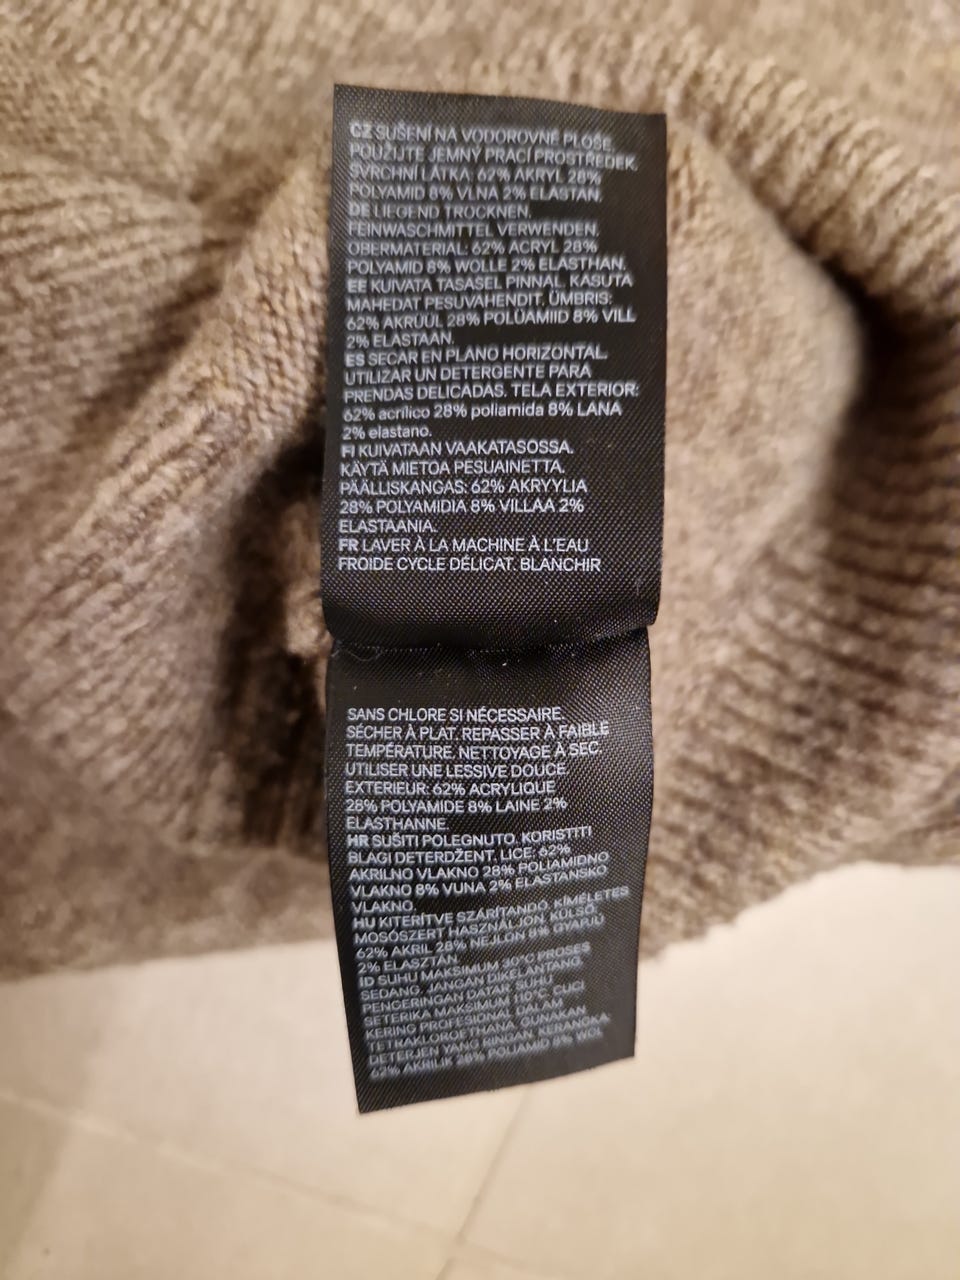 CZ SUŠENÍ NA VODOROVNÉ PLOŠE.
POUŽIJTE JEMNÝ PRACÍ PROSTŘEDEK.
SVRCHNÍ LÁTKA: 62% AKRYL 28%
POLYAMID 8% VLNA 2% ELASTAN.
DE LIEGEND TROCKNEN.
FEINWASCHMITTEL VERWENDEN.
OBERMATERIAL: 62% ACRYL 28%
POLYAMID 8% WOLLE 2% ELASTHAN.
EE KUIVATA TASASEL PINNAL. KASUTA
MAHEDAT PESUVAHENDIT. ÜMBRIS:
62% AKRÜÜL 28% POLÜAMIID 8% VILL
2% ELASTAAN.
ES SECAR EN PLANO HORIZONTAL.
UTILIZAR UN DETERGENTE PARA
PRENDAS DELICADAS. TELA EXTERIOR:
62% acrílico 28% poliamida 8% LANA
2% elastano.
FI KUIVATAAN VAAKATASOSSA.
KÄYTÄ MIETOA PESUAINETTA.
PÄÄLLISKANGAS: 62% AKRYYLIA
28% POLYAMIDIA 8% VILLAA 2%
ELASTAANIA.
FR LAVER À LA MACHINE À L'EAU
FROIDE CYCLE DÉLICAT. BLANCHIR
SANS CHLORE SI NÉCESSAIRE.
SÉCHER À PLAT. REPASSER À FAIBLE
TEMPÉRATURE. NETTOYAGE À SEC.
UTILISER UNE LESSIVE DOUCE.
EXTERIEUR: 62% ACRYLIQUE
28% POLYAMIDE 8% LAINE 2%
ELASTHANNE.
HR SUŠITI POLEGNUTO. KORISTITI
BLAGI DETERDŽENT. LICE: 62%
AKRILNO VLAKNO 28% POLIAMIDNO
VLAKNO 8% VUNA 2% ELASTANSKO
VLAKNO.
HU KITERÍTVE SZÁRÍTANDÓ. KÍMÉLETES
MOSÓSZERT HASZNÁLJON. KÜLSŐ:
62% AKRIL 28% NEJLON 8% GYAPJÚ
2% ELASZTÁN.
ID SUHU MAKSIMUM 30°C PROSES
SEDANG. JANGAN DIKELANTANG.
PENGERINGAN DATAR. SUHU
SETERIKA MAKSIMUM 110°C. CUCI
KERING PROFESIONAL DALAM
TETRAKLOROETHANA. GUNAKAN
DETERJEN YANG RINGAN. KERANGKA:
62% AKRILIK 28% POLIAMID 8% WOL